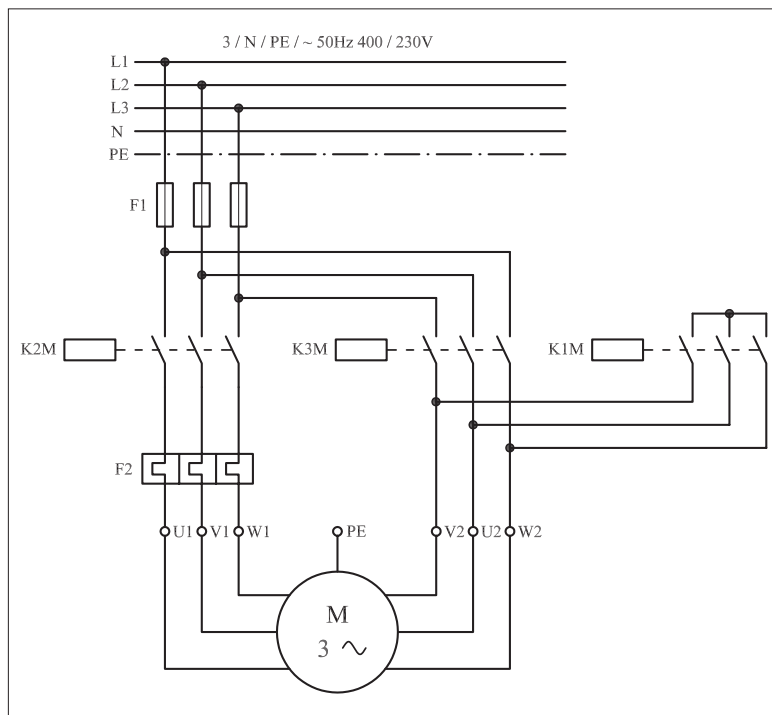 3 / N / PE / ~ 50Hz 400 / 230V
L1
L2
L3
N
PE
F1
K2M
K3M
K1M
F2
U1
V1
W1
PE
V2
U2
W2
M
3 ~